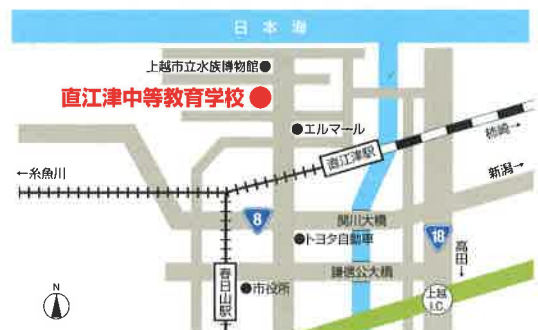 日本海
上越市立水族博物館
直江津中等教育学校
エルマール
直江津駅
柿崎→
←糸魚川
新潟→
8
関川大橋
トヨタ自動車
18
高田→
春日山駅
市役所
謙信公大橋
上越I.C.
N